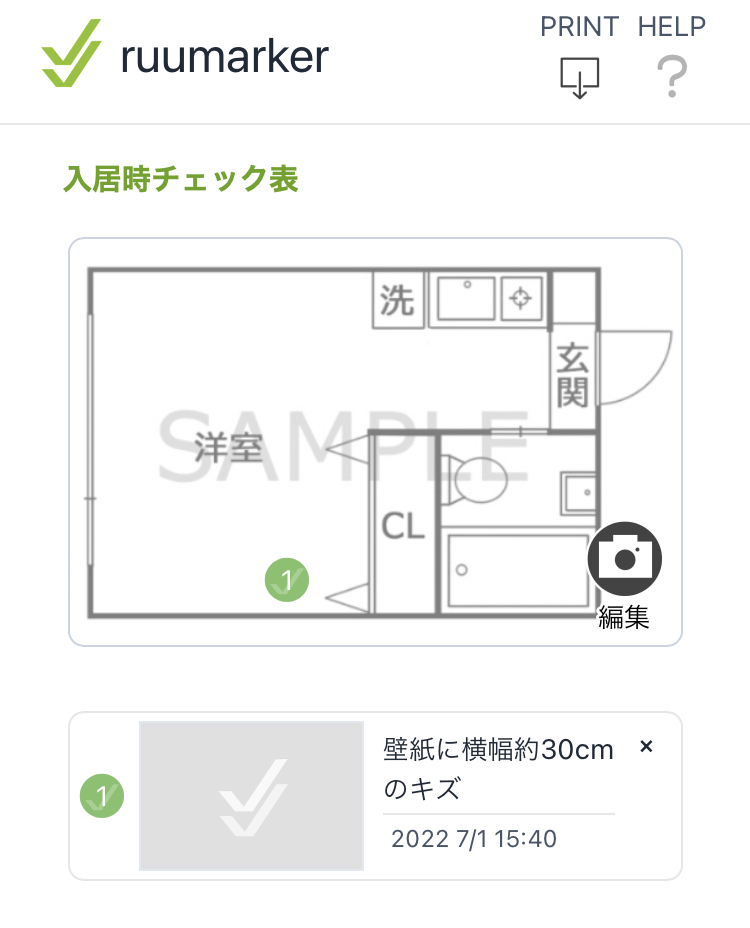 PRINT HELP
ruumarker
入居時チェック表
洗
玄関
SAMPLE
洋室
CL
1
編集
1
壁紙に横幅約30cm
のキズ
×
2022 7/1 15:40